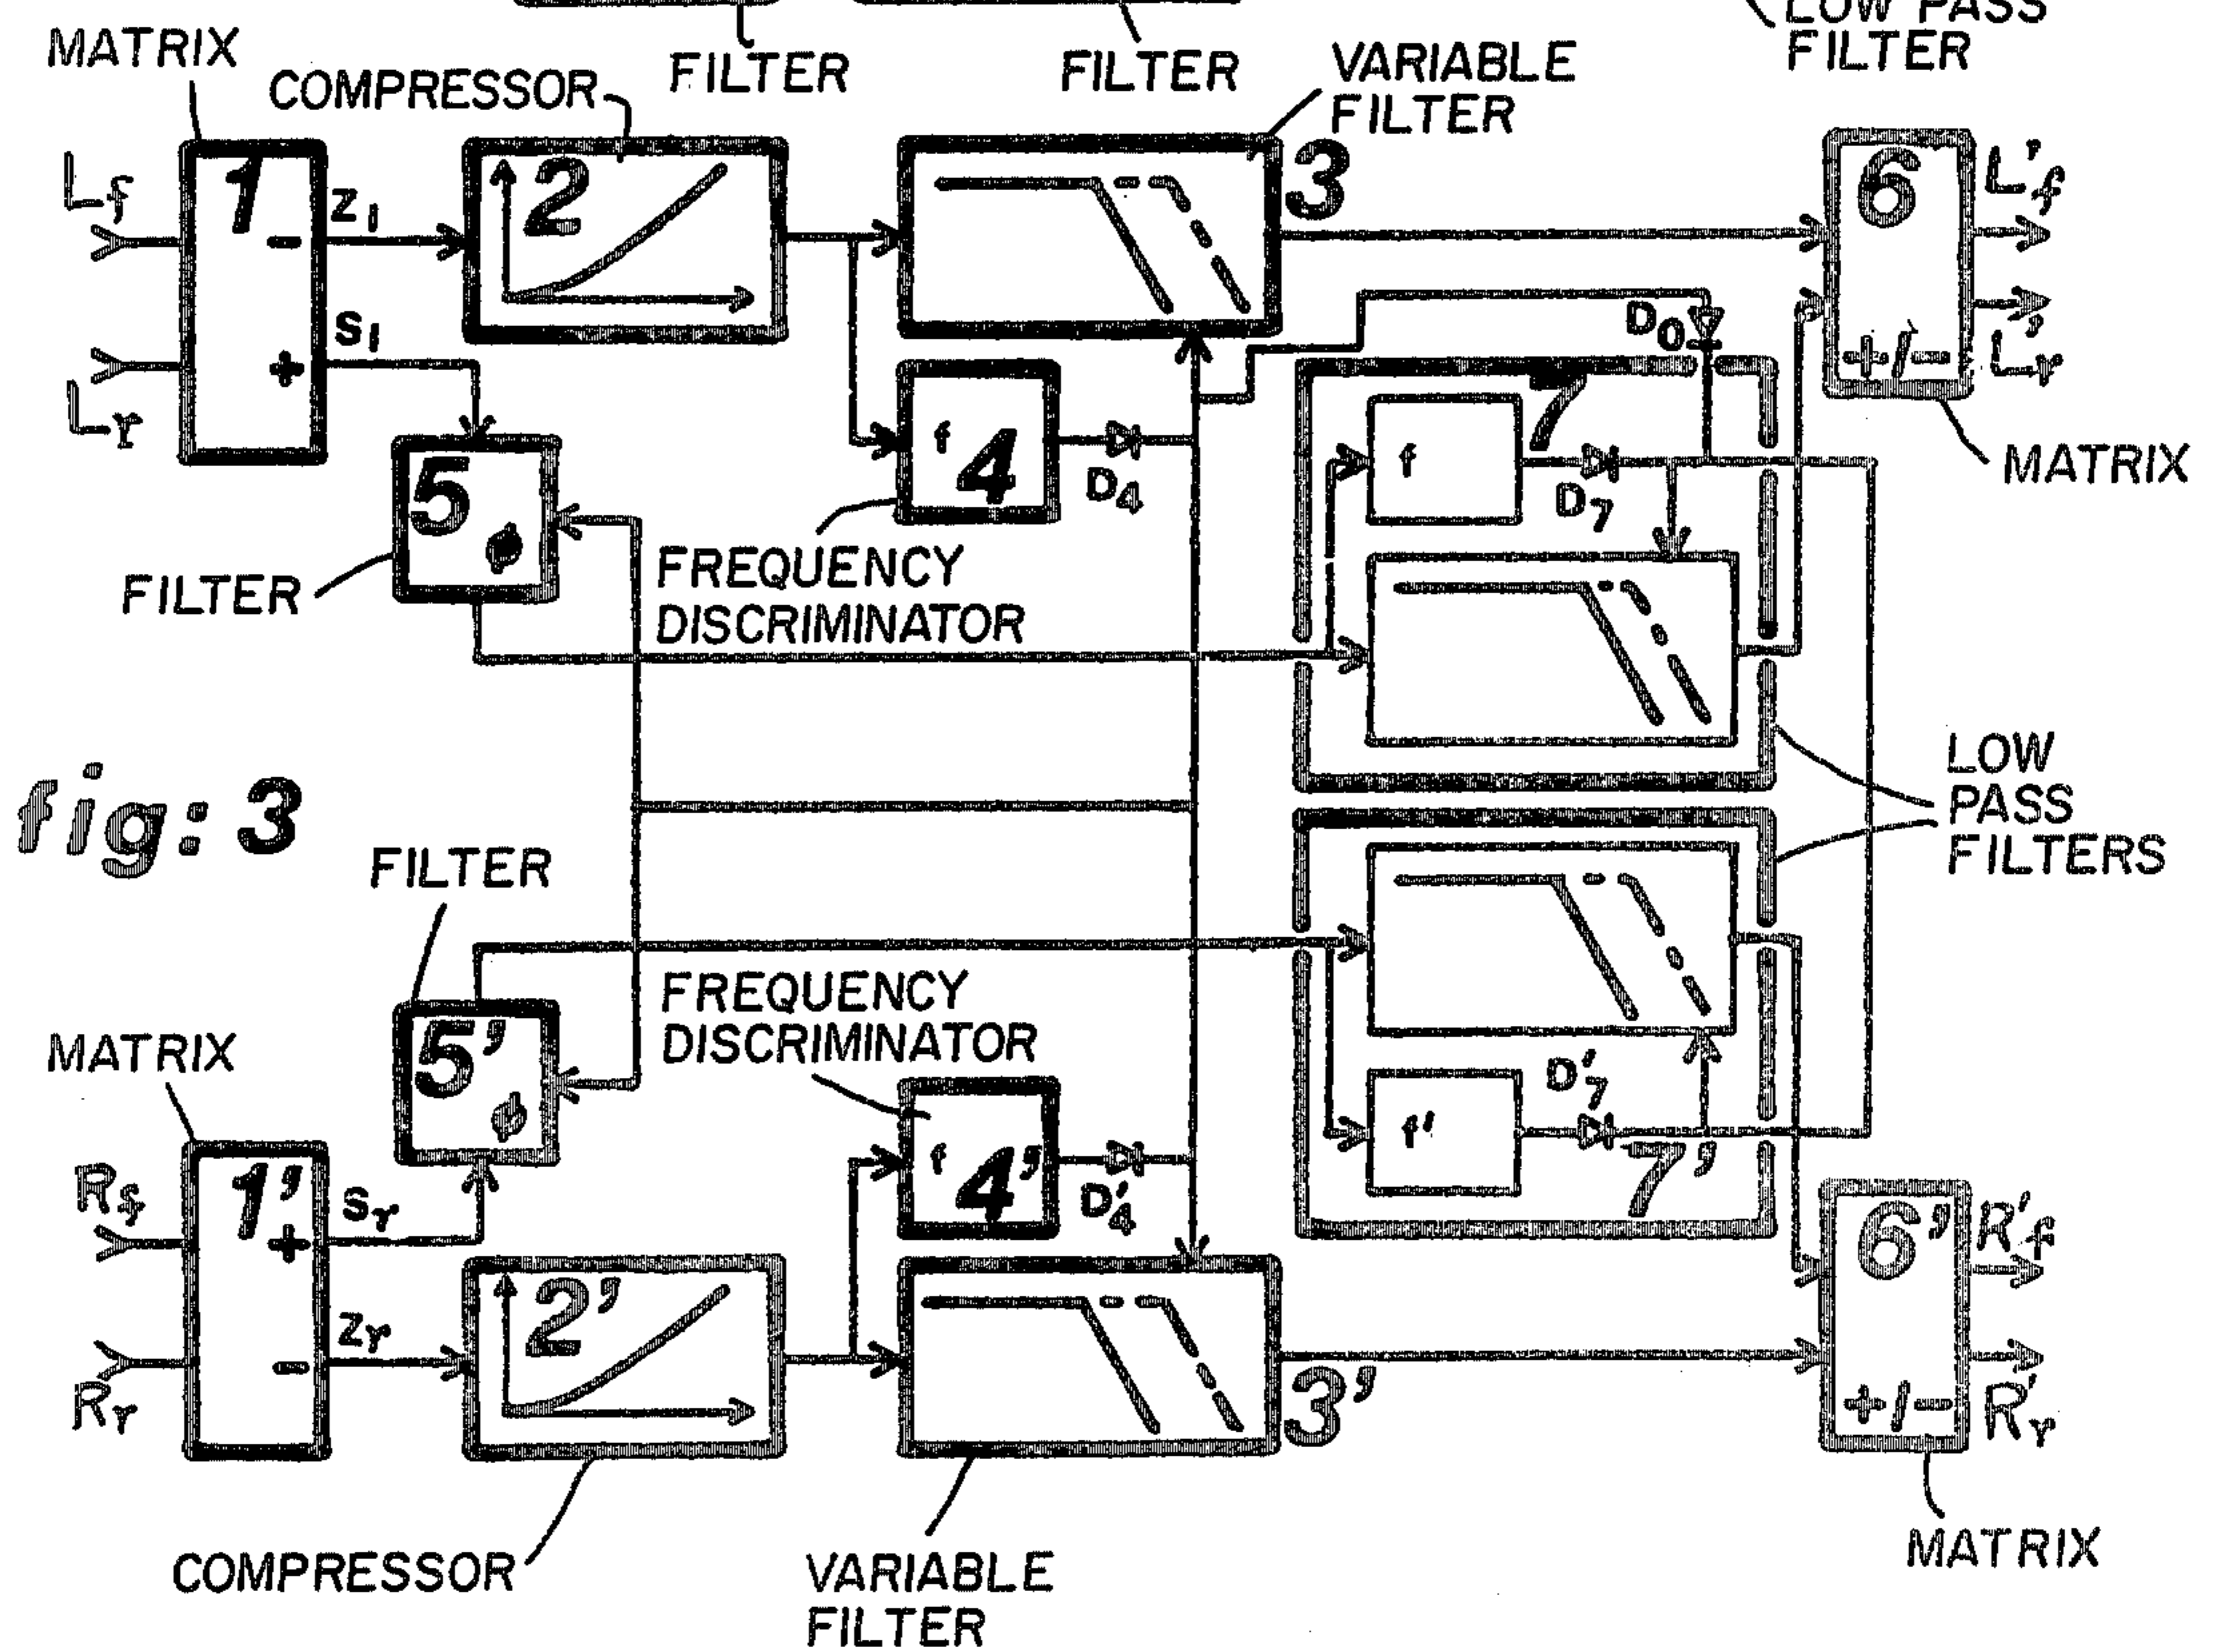 LOW PASS
FILTER
FILTER
FILTER
MATRIX
COMPRESSOR
VARIABLE
FILTER
Lf
Lr
1
-
+
Z1
S1
2
3
6
+/-
L'f
L'r
MATRIX
D0
7
f
D7
f 4
D4
5
φ
FILTER
FREQUENCY
DISCRIMINATOR
LOW
PASS
FILTERS
fig: 3
FILTER
FREQUENCY
DISCRIMINATOR
5'
φ
MATRIX
Rf
Rr
1'
+
-
Sr
Zr
f 4'
D'4
f'
D'7
7'
2'
3'
6'
+/-
R'f
R'r
MATRIX
COMPRESSOR
VARIABLE
FILTER